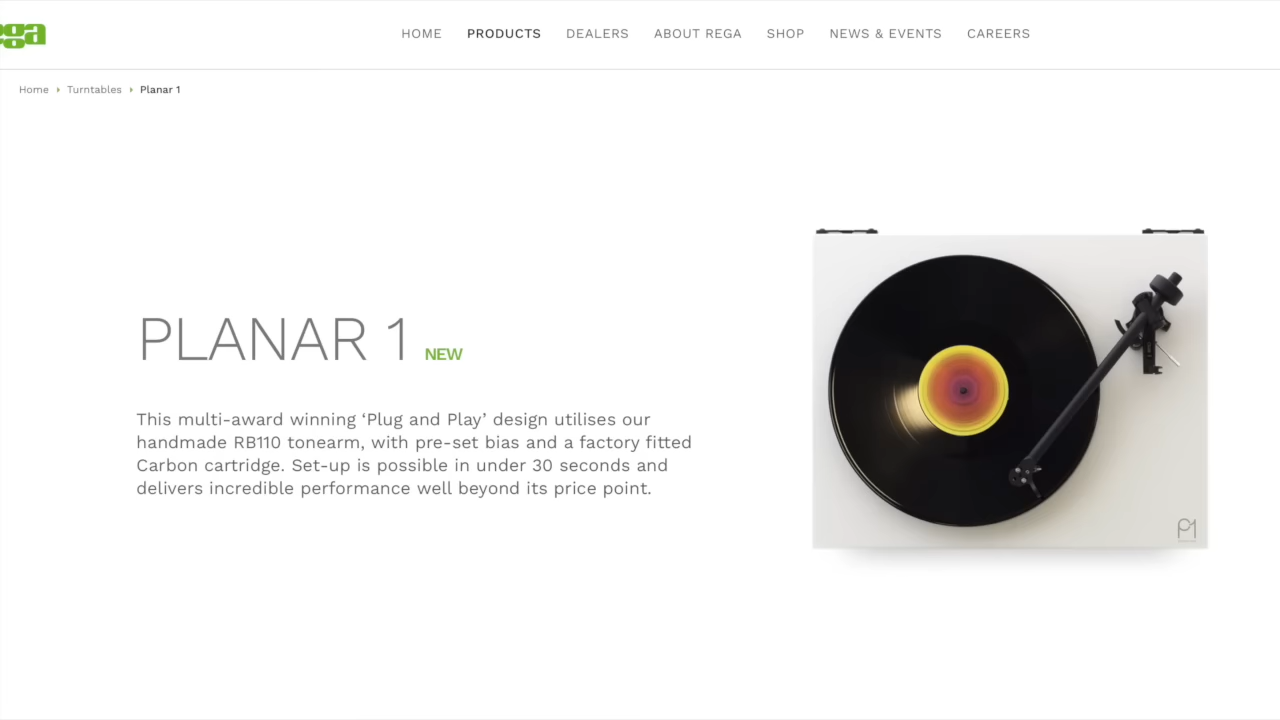 ega
HOME PRODUCTS DEALERS ABOUT REGA SHOP NEWS & EVENTS CAREERS
Home Turntables Planar 1
PLANAR 1 NEW
This multi-award winning ‘Plug and Play’ design utilises our
handmade RB110 tonearm, with pre-set bias and a factory fitted
Carbon cartridge. Set-up is possible in under 30 seconds and
delivers incredible performance well beyond its price point.
P1